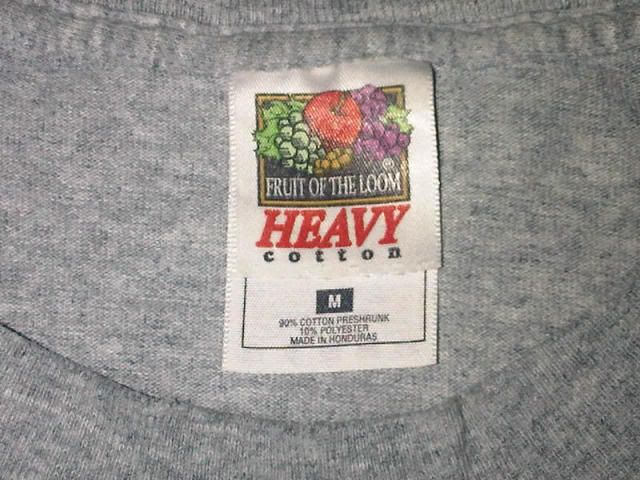 ®
FRUIT OF THE LOOM
HEAVY
cotton
M
90% COTTON PRESHRUNK
10% POLYESTER
MADE IN HONDURAS